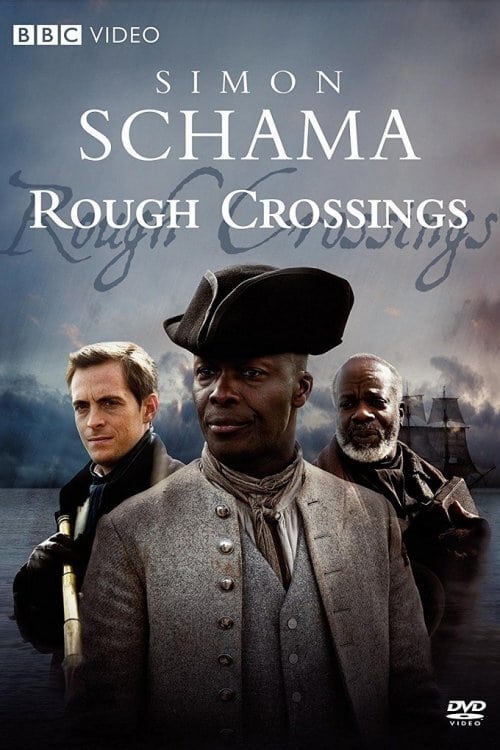 BBC VIDEO
SIMON
SCHAMA
Rough Crossings
ROUGH CROSSINGS
DVD
VIDEO